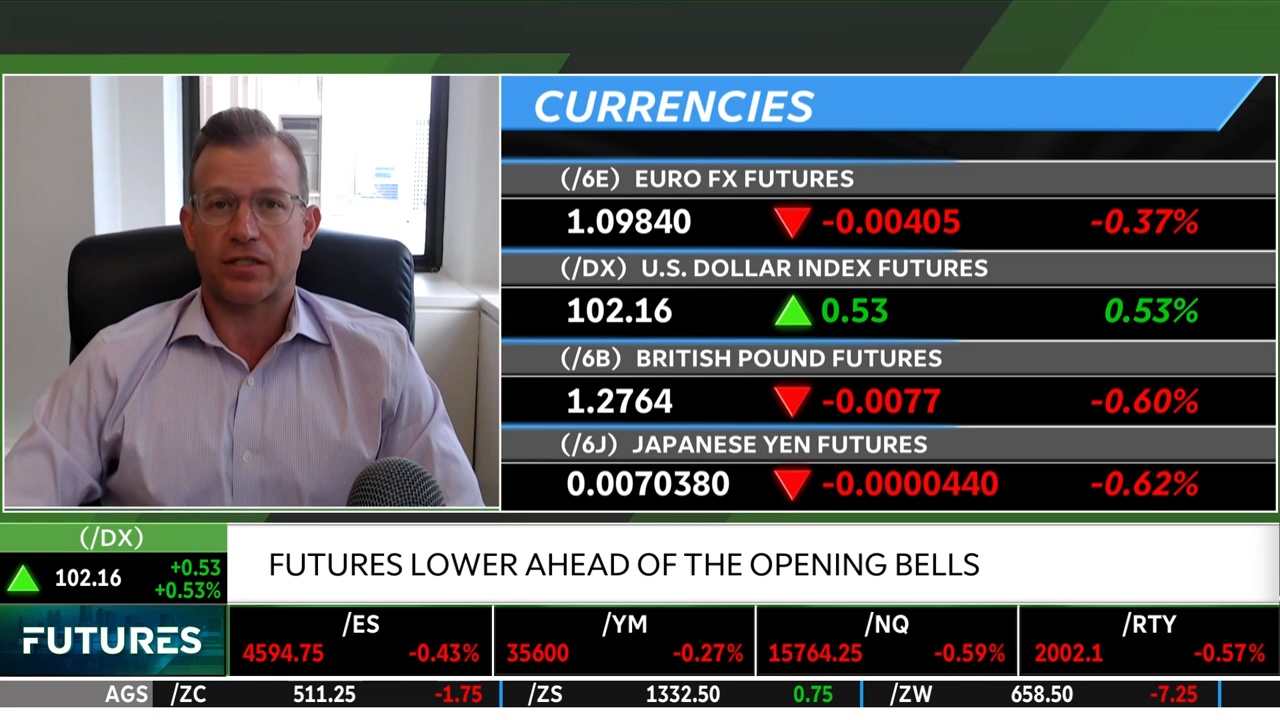 CURRENCIES
(/6E) EURO FX FUTURES
1.09840 -0.00405 -0.37%
(/DX) U.S. DOLLAR INDEX FUTURES
102.16 0.53 0.53%
(/6B) BRITISH POUND FUTURES
1.2764 -0.0077 -0.60%
(/6J) JAPANESE YEN FUTURES
0.0070380 -0.0000440 -0.62%
(/DX)
102.16 +0.53
+0.53%
FUTURES LOWER AHEAD OF THE OPENING BELLS
FUTURES
/ES
4594.75 -0.43%
/YM
35600 -0.27%
/NQ
15764.25 -0.59%
/RTY
2002.1 -0.57%
AGS /ZC 511.25 -1.75 /ZS 1332.50 0.75 /ZW 658.50 -7.25